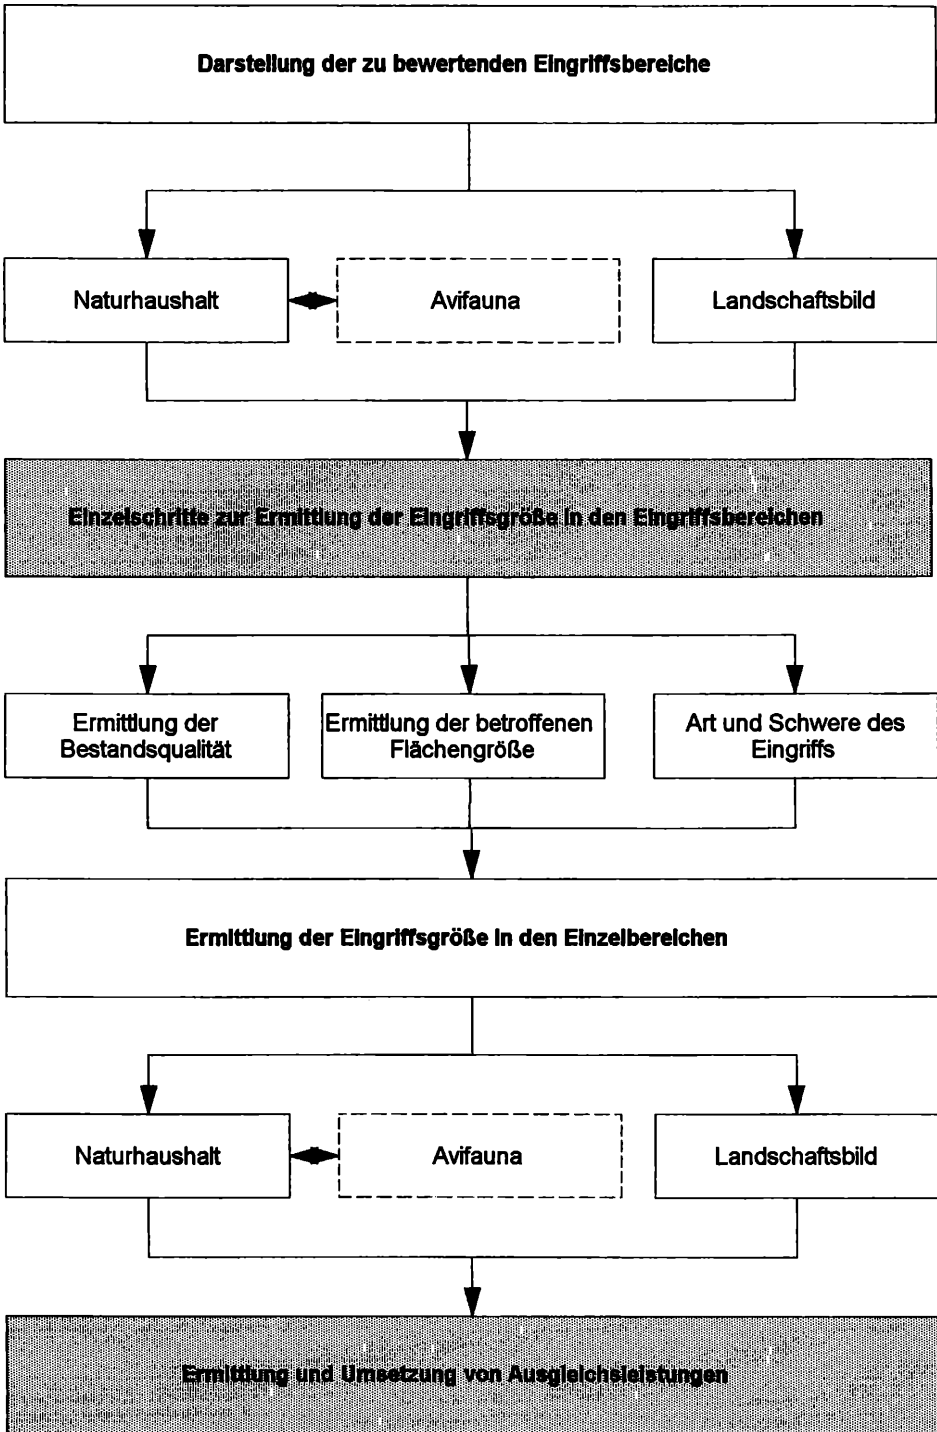 Darstellung der zu bewertenden Eingriffsbereiche
Naturhaushalt
Avifauna
Landschaftsbild
Einzelschritte zur Ermittlung der Eingriffsgröße in den Eingriffsbereichen
Ermittlung der
Bestandsqualität
Ermittlung der betroffenen
Flächengröße
Art und Schwere des
Eingriffs
Ermittlung der Eingriffsgröße in den Einzelbereichen
Naturhaushalt
Avifauna
Landschaftsbild
Ermittlung und Umsetzung von Ausgleichsleistungen